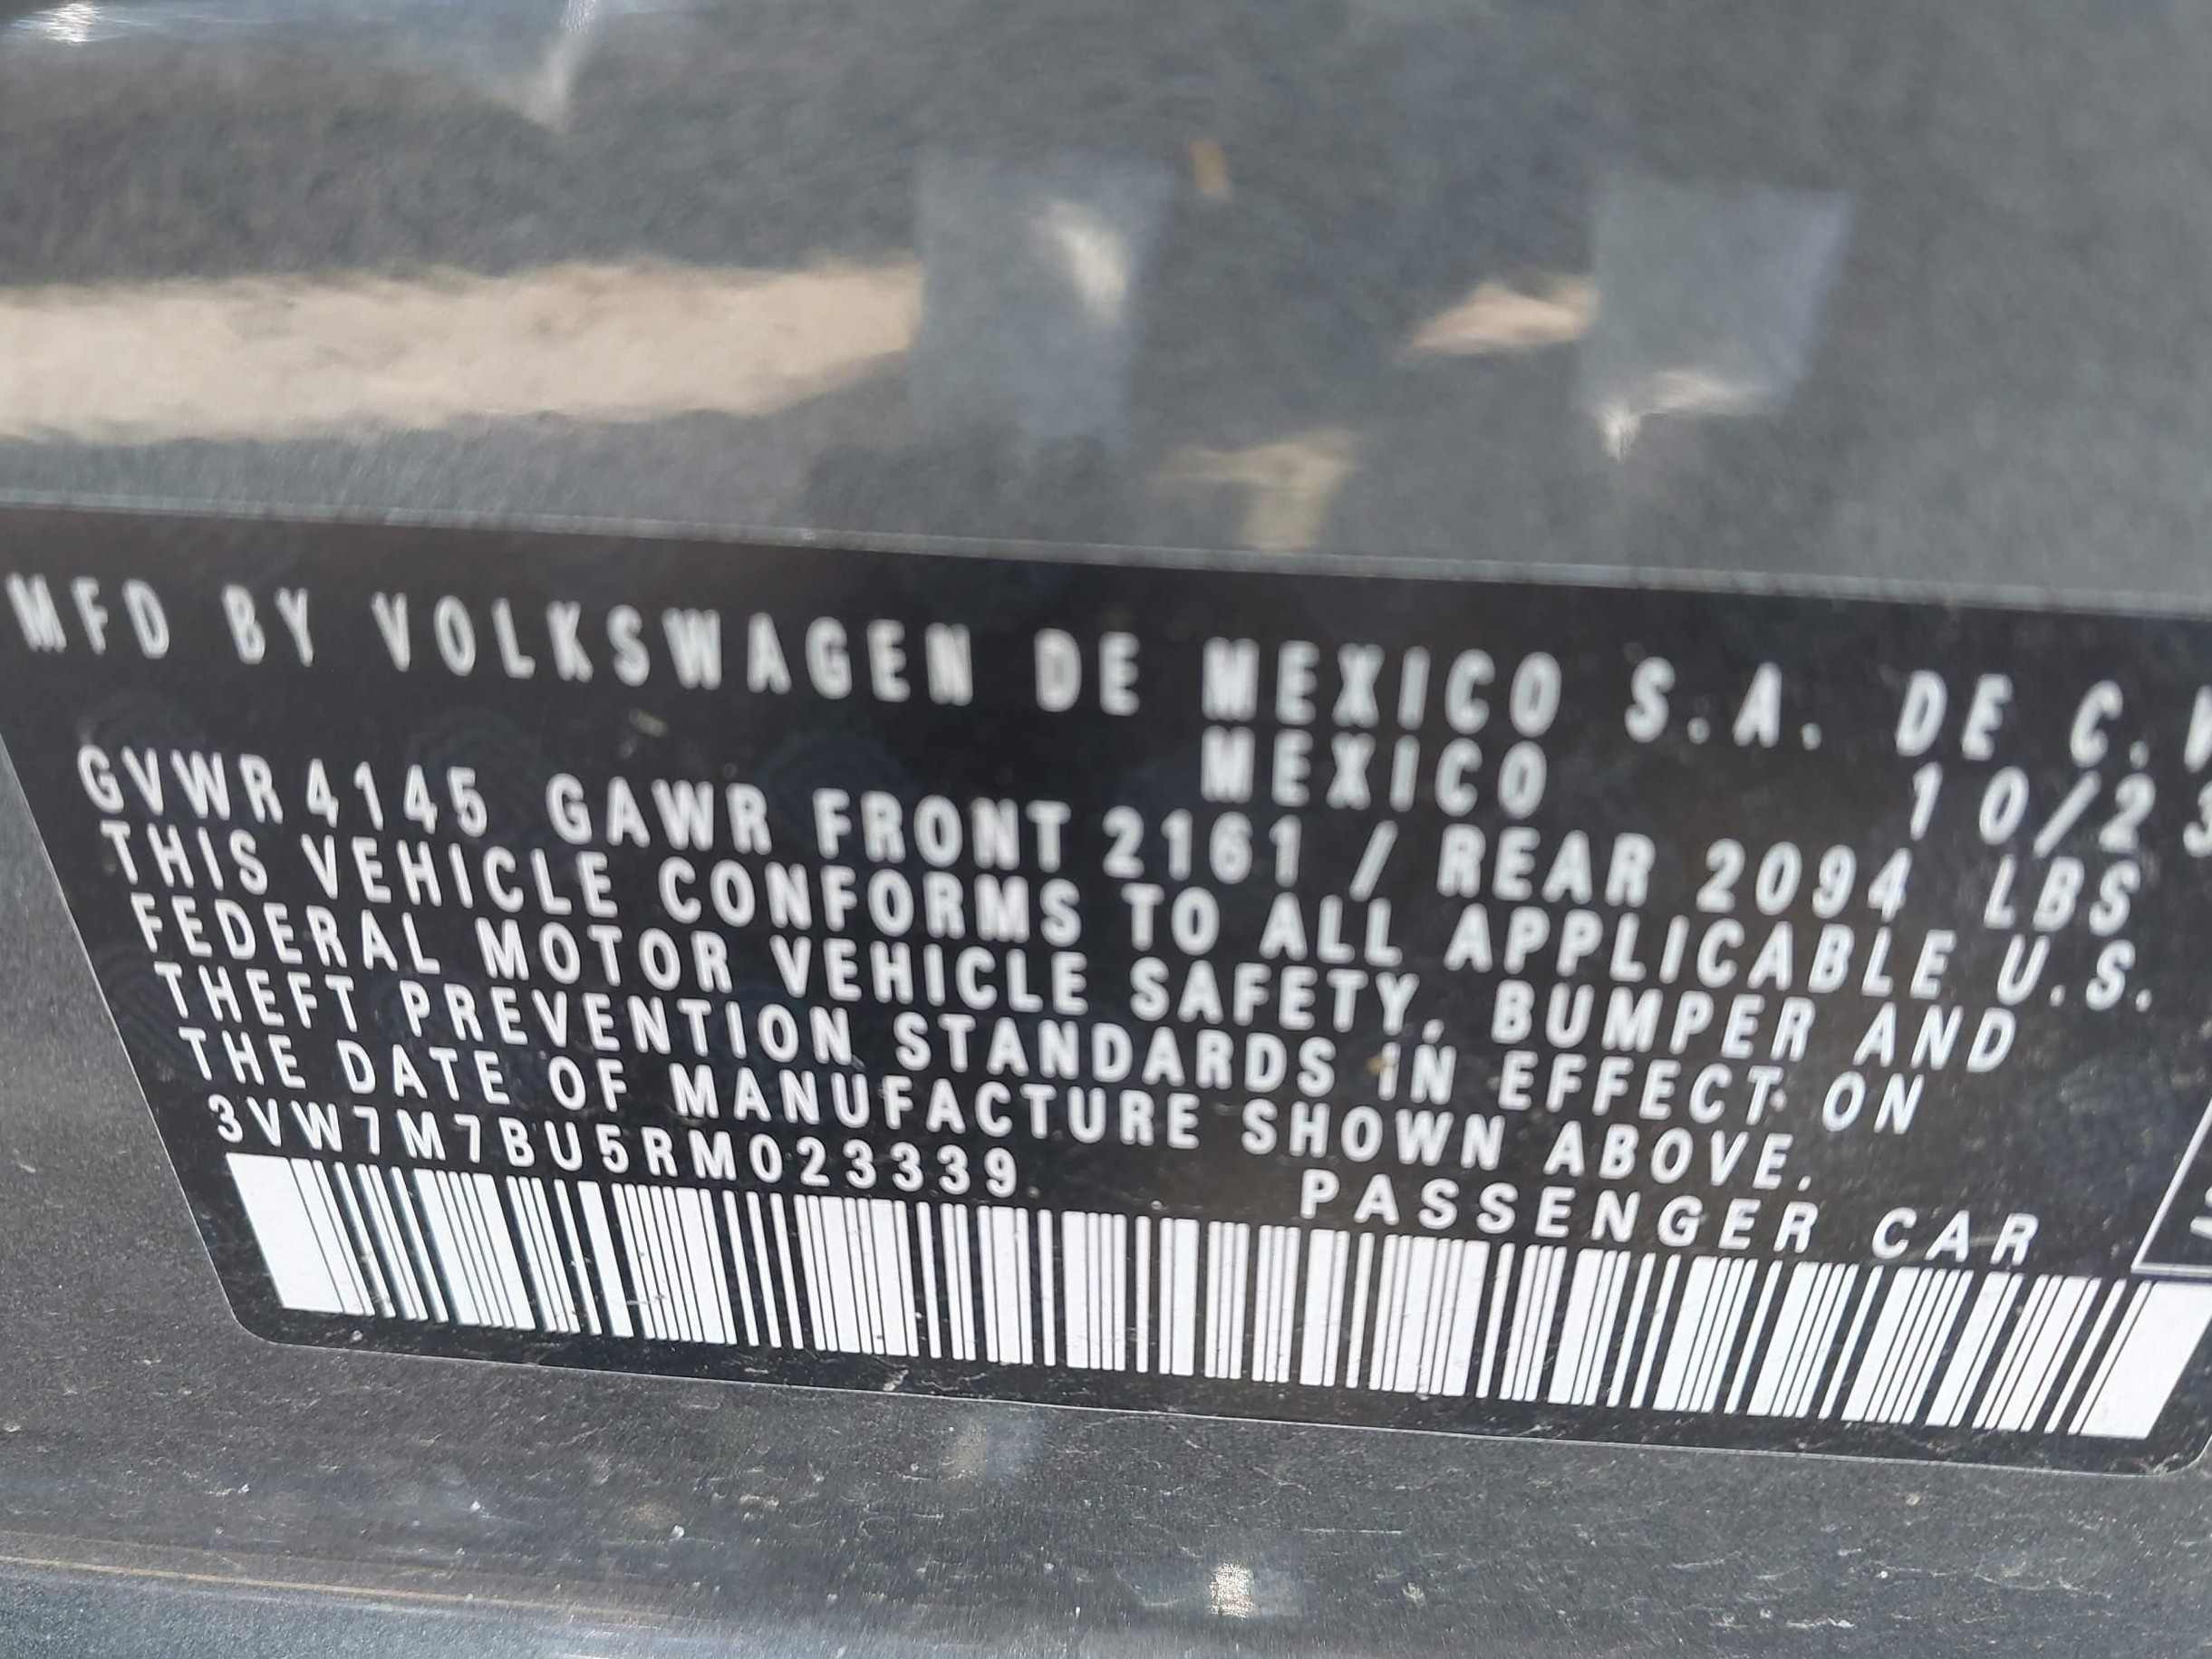 MFD BY VOLKSWAGEN DE MEXICO S.A. DE C.
MEXICO 10/23
GVWR 4145 GAWR FRONT 2161 / REAR 2094 LBS
THIS VEHICLE CONFORMS TO ALL APPLICABLE U.S.
FEDERAL MOTOR VEHICLE SAFETY, BUMPER AND
THEFT PREVENTION STANDARDS IN EFFECT ON
THE DATE OF MANUFACTURE SHOWN ABOVE.
3VW7M7BU5RM023339 PASSENGER CAR